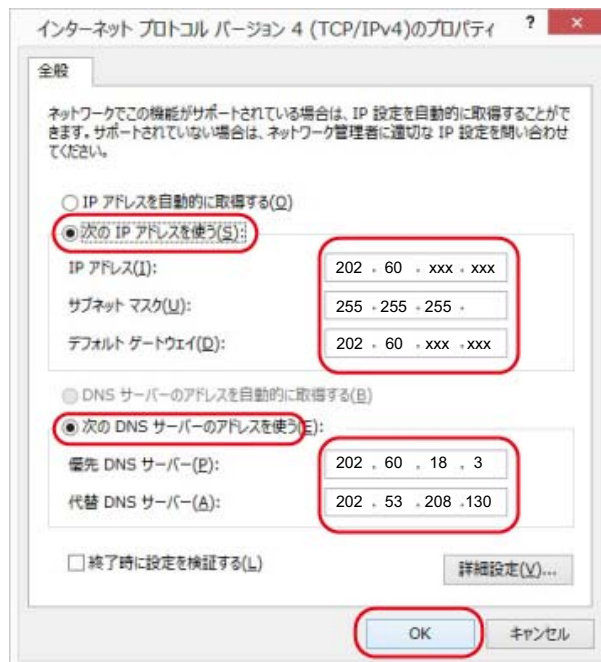 インターネット プロトコル バージョン 4 (TCP/IPv4)のプロパティ ? ×
全般
ネットワークでこの機能がサポートされている場合は、IP 設定を自動的に取得することがで
きます。サポートされていない場合は、ネットワーク管理者に適切な IP 設定を問い合わせ
てください。
IP アドレスを自動的に取得する(O)
次の IP アドレスを使う(S):
IP アドレス(I): 202 . 60 . xxx . xxx
サブネット マスク(U): 255 . 255 . 255 .
デフォルト ゲートウェイ(D): 202 . 60 . xxx . xxx
DNS サーバーのアドレスを自動的に取得する(B)
次の DNS サーバーのアドレスを使う(E):
優先 DNS サーバー(P): 202 . 60 . 18 . 3
代替 DNS サーバー(A): 202 . 53 . 208 . 130
終了時に設定を検証する(L)
詳細設定(V)...
OK キャンセル